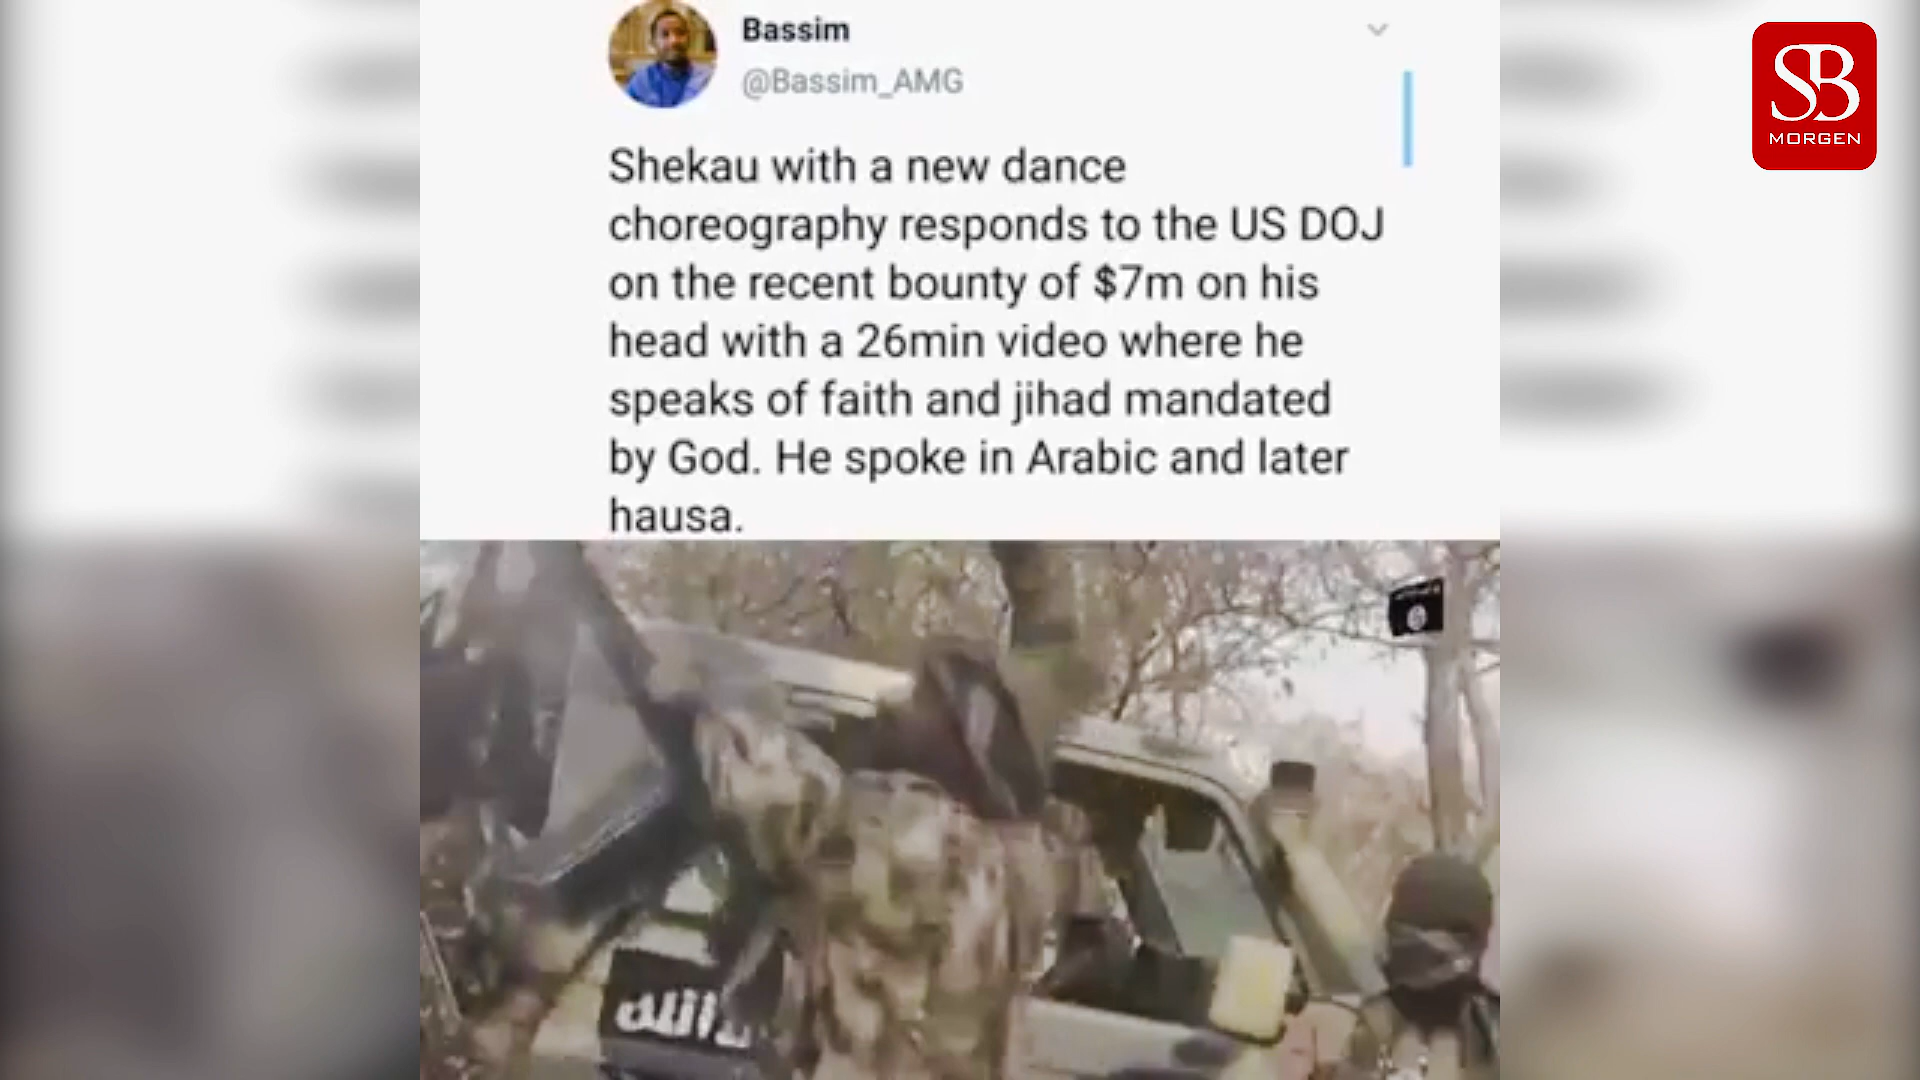 Bassim
@Bassim_AMG
SB
MORGEN
Shekau with a new dance
choreography responds to the US DOJ
on the recent bounty of $7m on his
head with a 26min video where he
speaks of faith and jihad mandated
by God. He spoke in Arabic and later
hausa.
الله